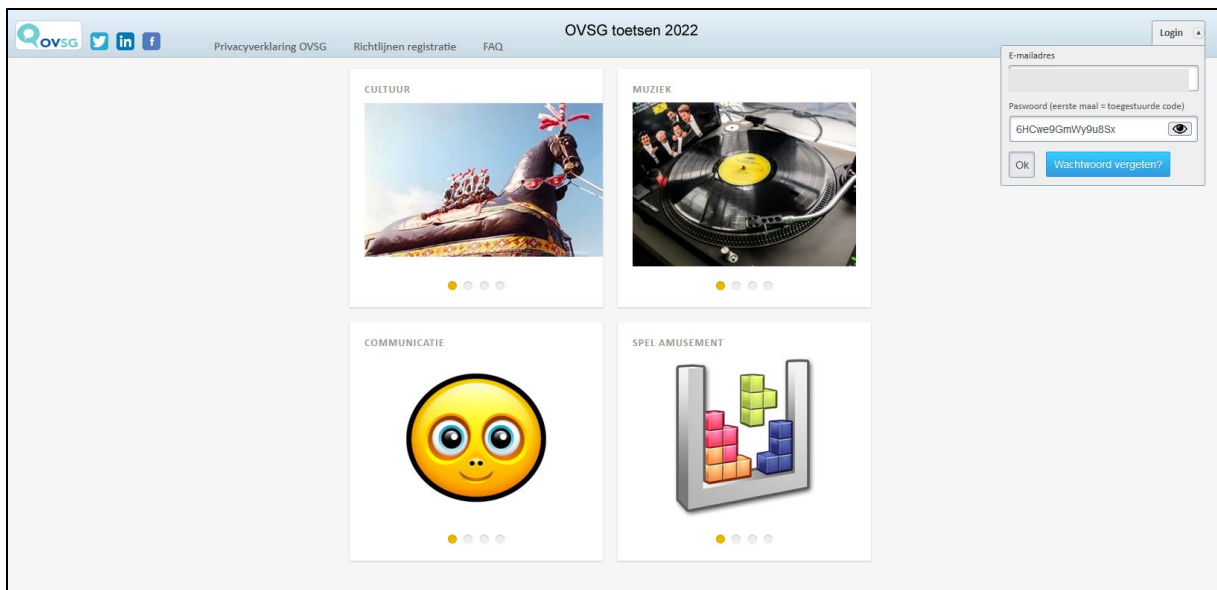 OVSG
Privacyverklaring OVSG
Richtlijnen registratie
FAQ
OVSG toetsen 2022
Login
E-mailadres
Paswoord (eerste maal = toegestuurde code)
6HCwe9GmWy9u8Sx
Ok
Wachtwoord vergeten?
CULTUUR
MUZIEK
COMMUNICATIE
SPEL AMUSEMENT